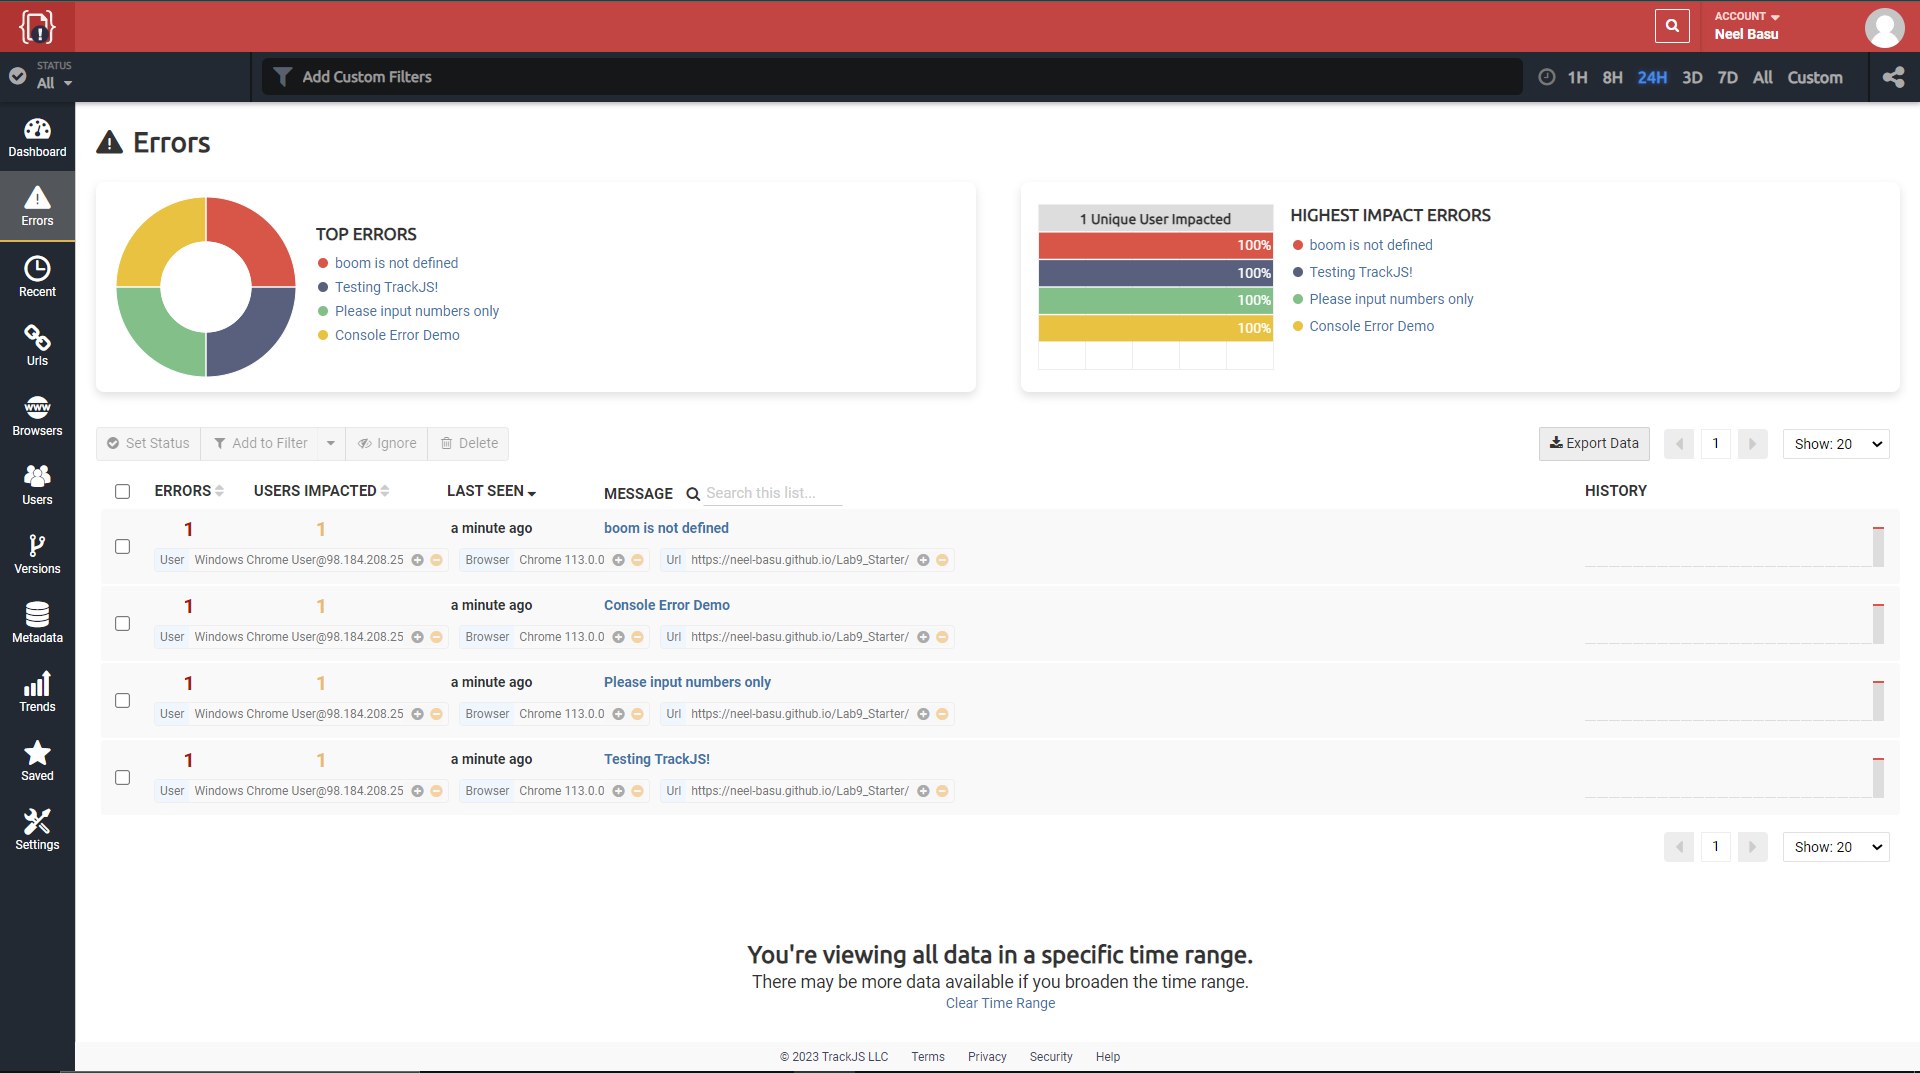 ACCOUNT
Neel Basu
STATUS
All
Add Custom Filters
1H 8H 24H 3D 7D All Custom
Dashboard
Errors
Recent
Urls
www
Browsers
Users
Versions
Metadata
Trends
Saved
Settings
Errors
TOP ERRORS
boom is not defined
Testing TrackJS!
Please input numbers only
Console Error Demo
1 Unique User Impacted
100%
100%
100%
100%
HIGHEST IMPACT ERRORS
boom is not defined
Testing TrackJS!
Please input numbers only
Console Error Demo
Set Status Add to Filter Ignore Delete
Export Data 1 Show: 20
ERRORS USERS IMPACTED LAST SEEN MESSAGE Search this list... HISTORY
1 1 a minute ago boom is not defined
User Windows Chrome User@98.184.208.25 Browser Chrome 113.0.0 Url https://neel-basu.github.io/Lab9_Starter/
1 1 a minute ago Console Error Demo
User Windows Chrome User@98.184.208.25 Browser Chrome 113.0.0 Url https://neel-basu.github.io/Lab9_Starter/
1 1 a minute ago Please input numbers only
User Windows Chrome User@98.184.208.25 Browser Chrome 113.0.0 Url https://neel-basu.github.io/Lab9_Starter/
1 1 a minute ago Testing TrackJS!
User Windows Chrome User@98.184.208.25 Browser Chrome 113.0.0 Url https://neel-basu.github.io/Lab9_Starter/
1 Show: 20
You're viewing all data in a specific time range.
There may be more data available if you broaden the time range.
Clear Time Range
© 2023 TrackJS LLC Terms Privacy Security Help